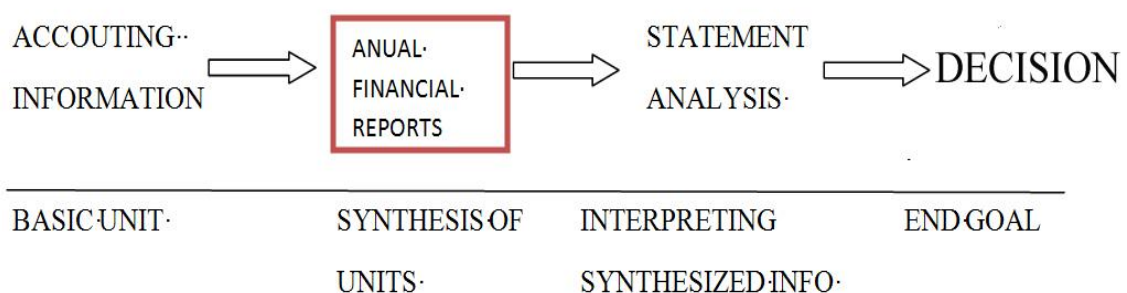 ACCOUTING··
INFORMATION
ANUAL·
FINANCIAL·
REPORTS
STATEMENT
ANALYSIS·
DECISION
BASIC·UNIT·
SYNTHESIS·OF
UNITS·
INTERPRETING
SYNTHESIZED·INFO·
END·GOAL